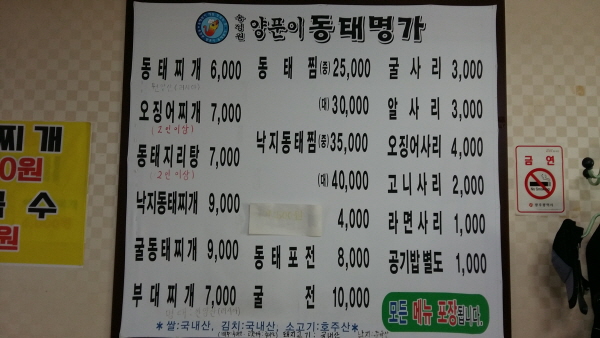 송정원 양푼이 동태명가
동태찌개 6,000
오징어찌개 7,000
(2인이상)
동태지리탕 7,000
2인이상)
낙지동태찌개 9,000
굴동태찌개 9,000
부대찌개 7,000
동태찜 (중) 25,000
(대) 30,000
낙지동태찜 (중) 35,000
(대) 40,000
4,000
동태포전 8,000
굴전 10,000
굴사리 3,000
알사리 3,000
오징어사리 4,000
고니사리 2,000
라면사리 1,000
공기밥별도 1,000
모든 메뉴 포장됩니다.
*쌀:국내산, 김치:국내산, 소고기:호주산*
찌개
0원
국수
원
금연